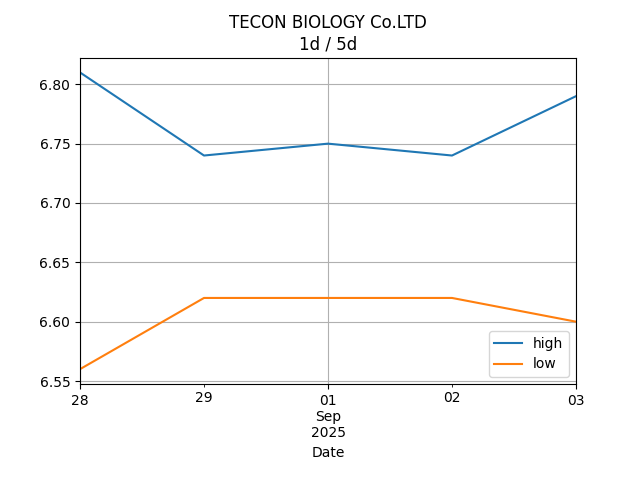 TECON BIOLOGY Co.LTD
1d / 5d
6.80
6.75
6.70
6.65
6.60
6.55
high
low
28 29 01 02 03
Sep
2025
Date